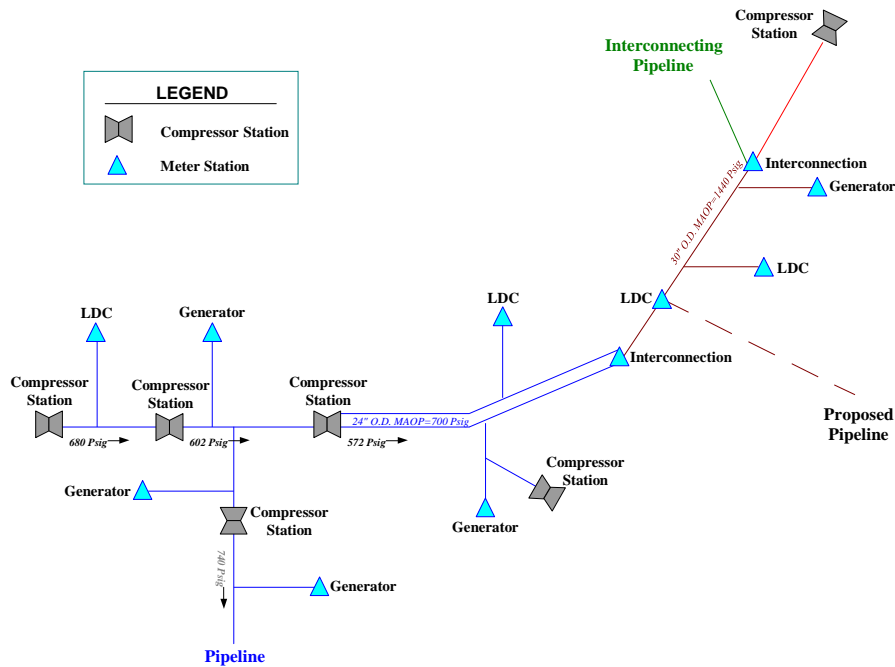 Compressor
Station
Interconnecting
Pipeline
LEGEND
Compressor Station
Meter Station
Interconnection
Generator
30" O.D. MAOP=1440 Psig
LDC
LDC
LDC
Generator
LDC
Interconnection
Compressor
Station
Compressor
Station
Compressor
Station
24" O.D. MAOP=700 Psig
Proposed
Pipeline
680 Psig
602 Psig
572 Psig
Compressor
Station
Generator
Compressor
Station
Generator
740 Psig
Generator
Pipeline